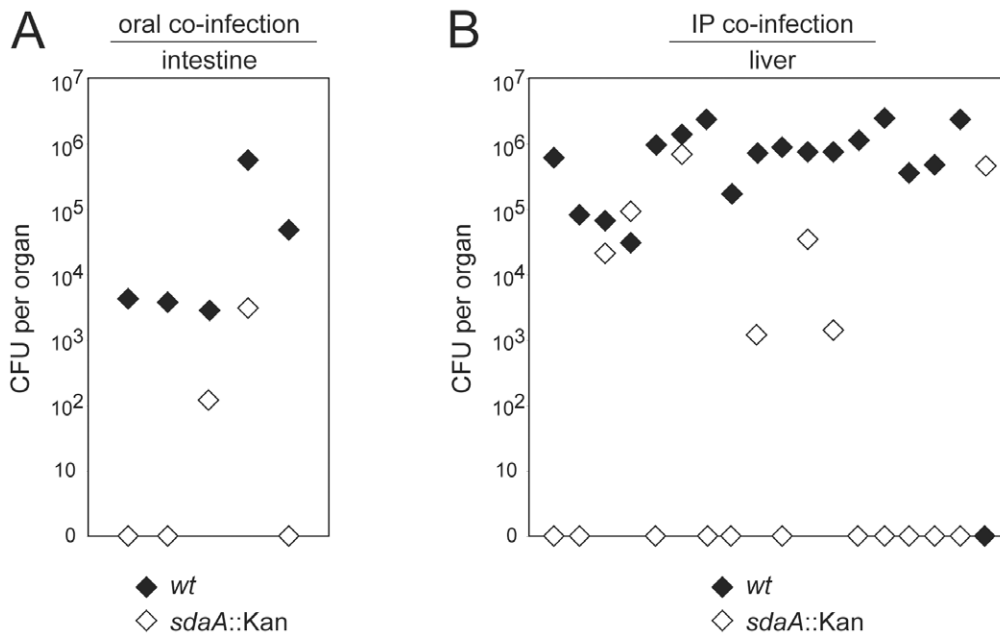 A
oral co-infection
intestine
CFU per organ
10^7
10^6
10^5
10^4
10^3
10^2
10
0
wt
sdaA::Kan
B
IP co-infection
liver
CFU per organ
10^7
10^6
10^5
10^4
10^3
10^2
10
0
wt
sdaA::Kan